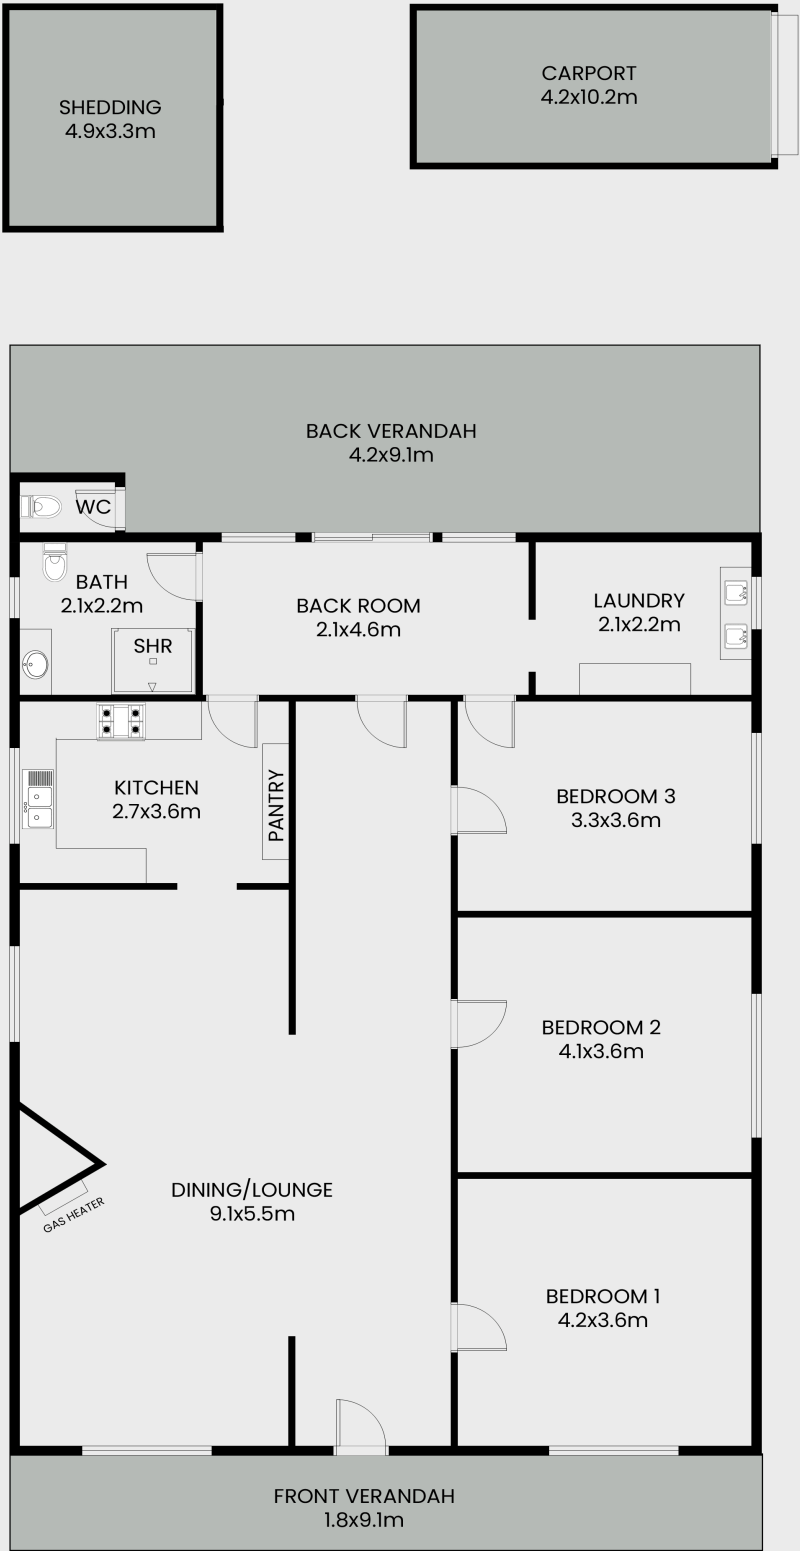 SHEDDING
4.9x3.3m
CARPORT
4.2x10.2m
BACK VERANDAH
4.2x9.1m
WC
BATH
2.1x2.2m
SHR
BACK ROOM
2.1x4.6m
LAUNDRY
2.1x2.2m
KITCHEN
2.7x3.6m
PANTRY
BEDROOM 3
3.3x3.6m
BEDROOM 2
4.1x3.6m
DINING/LOUNGE
9.1x5.5m
GAS HEATER
BEDROOM 1
4.2x3.6m
FRONT VERANDAH
1.8x9.1m